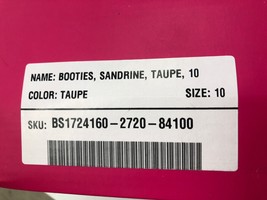 NAME: BOOTIES, SANDRINE, TAUPE, 10
COLOR: TAUPE SIZE: 10
SKU: BS1724160-2720-84100